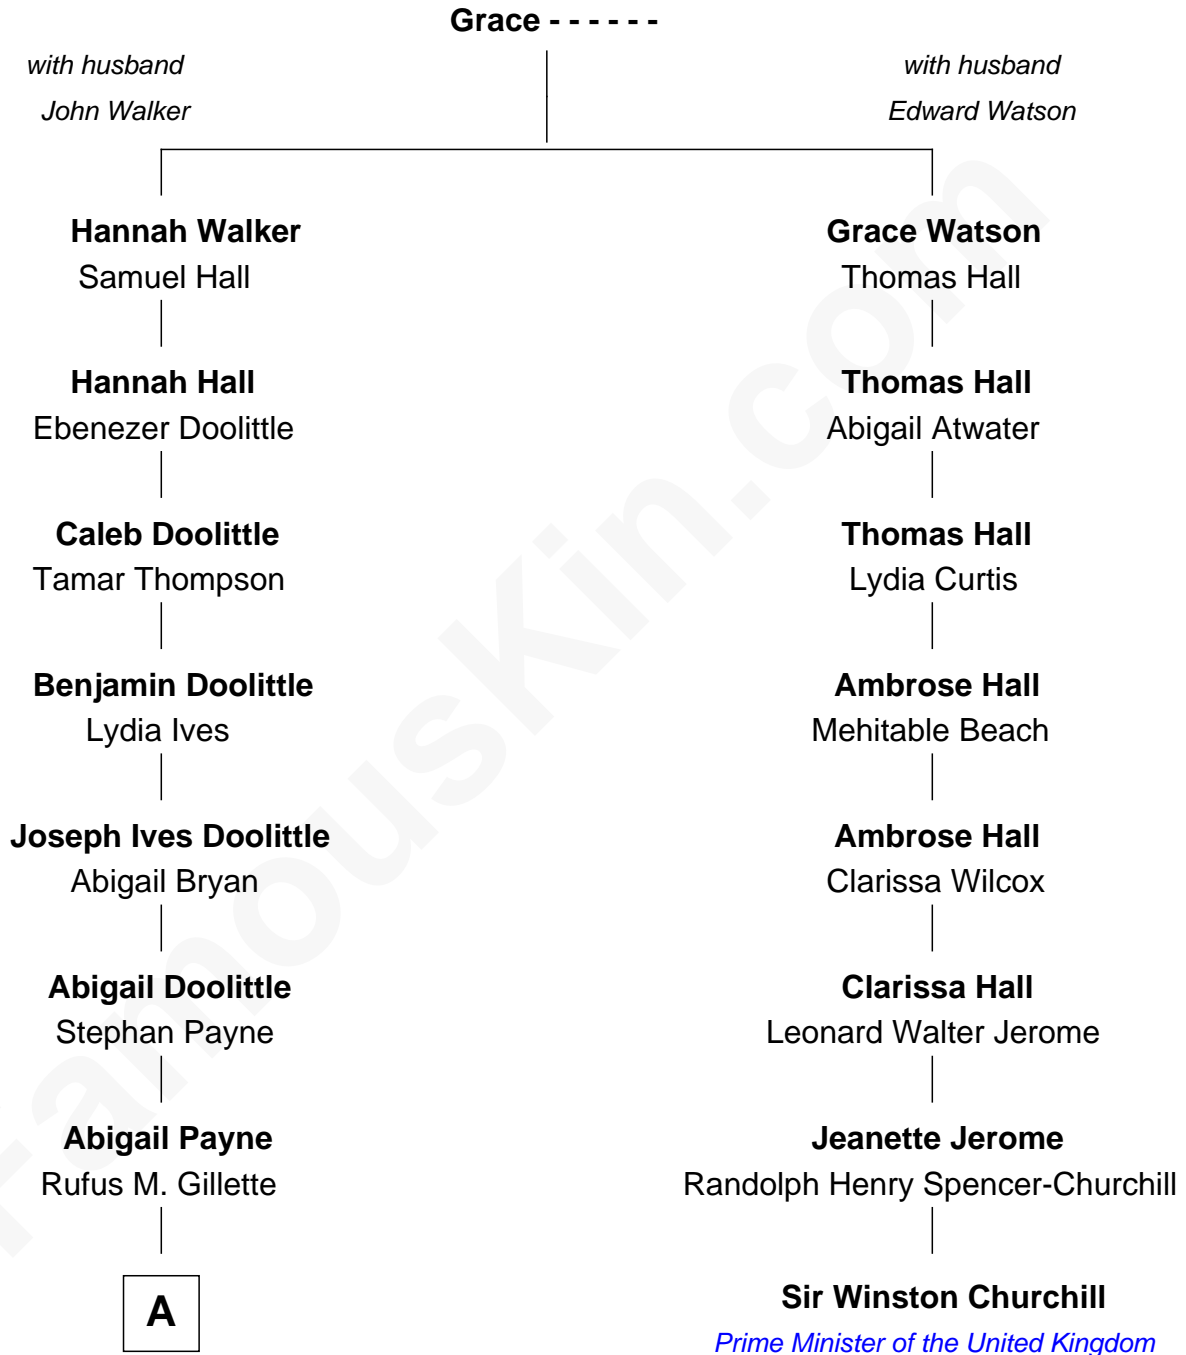 Grace - - - - - -
with husband
John Walker
with husband
Edward Watson
Hannah Walker
Samuel Hall
Grace Watson
Thomas Hall
Hannah Hall
Ebenezer Doolittle
Thomas Hall
Abigail Atwater
Caleb Doolittle
Tamar Thompson
Thomas Hall
Lydia Curtis
Benjamin Doolittle
Lydia Ives
Ambrose Hall
Mehitable Beach
Joseph Ives Doolittle
Abigail Bryan
Ambrose Hall
Clarissa Wilcox
Abigail Doolittle
Stephan Payne
Clarissa Hall
Leonard Walter Jerome
Abigail Payne
Rufus M. Gillette
Jeanette Jerome
Randolph Henry Spencer-Churchill
A
Sir Winston Churchill
Prime Minister of the United Kingdom
FamousKin.com